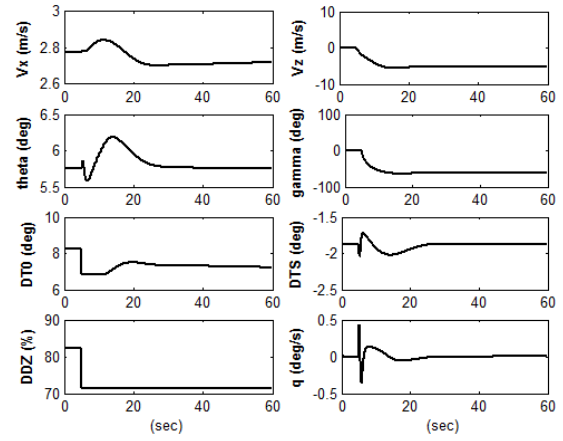 Vx (m/s)
3
2.8
2.6
0 20 40 60
Vz (m/s)
10
0
-10
0 20 40 60
theta (deg)
6.5
6
5.5
0 20 40 60
gamma (deg)
100
0
-100
0 20 40 60
DT0 (deg)
10
8
6
0 20 40 60
DTS (deg)
-1.5
-2
-2.5
0 20 40 60
DDZ (%)
90
80
70
0 20 40 60
(sec)
q (deg/s)
0.5
0
-0.5
0 20 40 60
(sec)